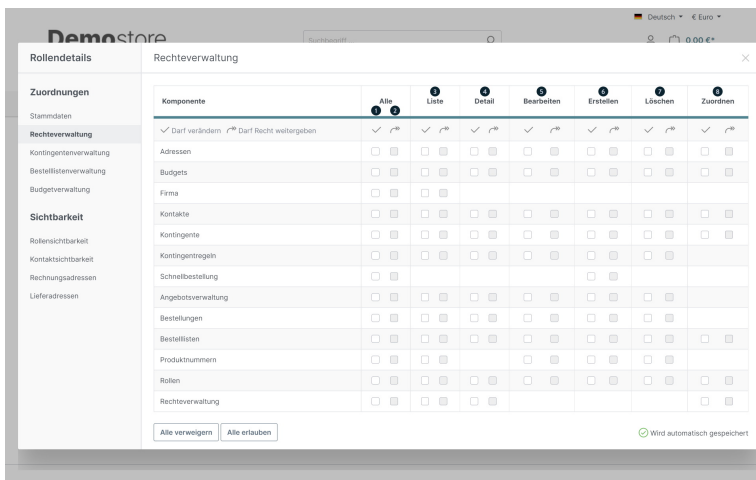 Deutsch € Euro
Demostore
Suchbegriff...
0,00 €*
Rollendetails
Rechteverwaltung
Zuordnungen
Stammdaten
Rechteverwaltung
Kontingentenverwaltung
Bestelllistenverwaltung
Budgetverwaltung
Sichtbarkeit
Rollensichtbarkeit
Kontaktsichtbarkeit
Rechnungsadressen
Lieferadressen
Komponente Alle Liste Detail Bearbeiten Erstellen Löschen Zuordnen
1 2 3 4 5 6 7 8
Darf verändern Darf Recht weitergeben
Adressen
Budgets
Firma
Kontakte
Kontingente
Kontingentregeln
Schnellbestellung
Angebotsverwaltung
Bestellungen
Bestelllisten
Produktnummern
Rollen
Rechteverwaltung
Alle verweigern Alle erlauben
Wird automatisch gespeichert